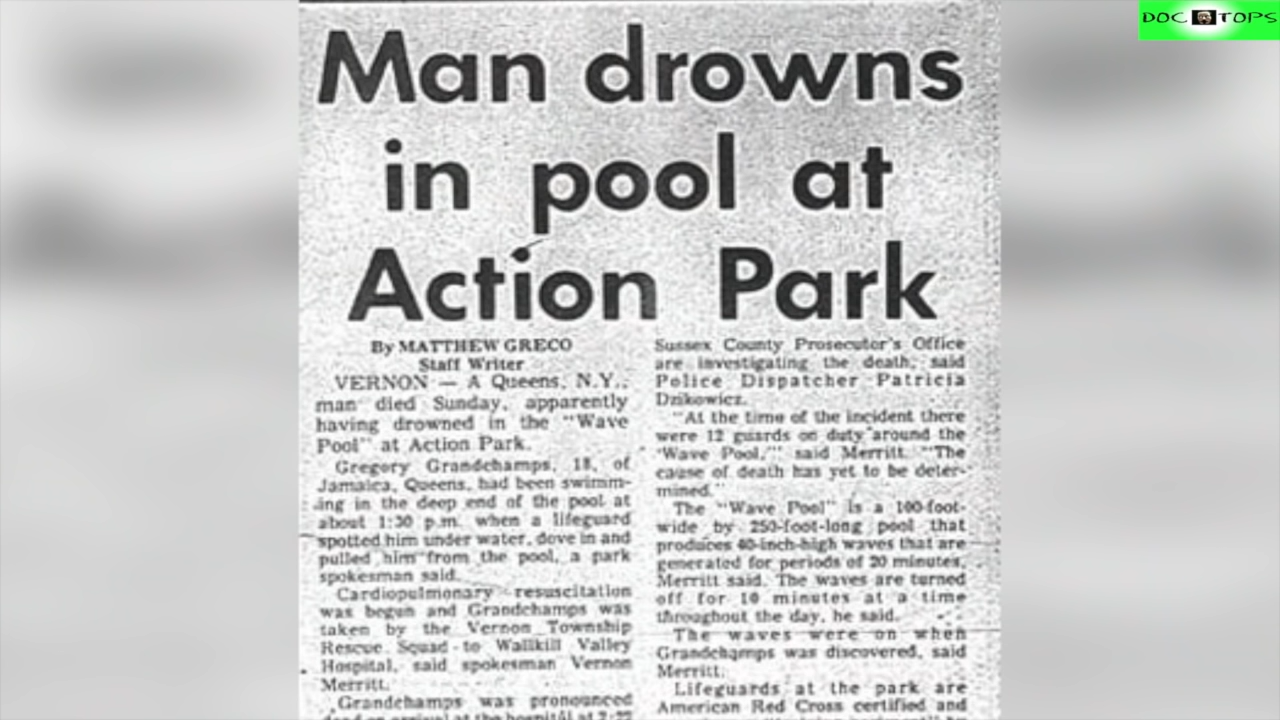 DOC TOPS
Man drowns
in pool at
Action Park
By MATTHEW GRECO
Staff Writer
VERNON — A Queens, N.Y.,
man died Sunday, apparently
having drowned in the "Wave
Pool" at Action Park.
Gregory Grandchamps, 18, of
Jamaica, Queens, had been swimm-
ing in the deep end of the pool at
about 1:30 p.m. when a lifeguard
spotted him under water, dove in and
pulled him from the pool, a park
spokesman said.
Cardiopulmonary resuscitation
was begun and Grandchamps was
taken by the Vernon Township
Rescue Squad to Wallkill Valley
Hospital, said spokesman Vernon
Merritt.
Grandchamps was pronounced
dead on arrival at the hospital at 2:22
Sussex County Prosecutor's Office
are investigating the death, said
Police Dispatcher Patricia
Dzikowicz.
"At the time of the incident there
were 12 guards on duty around the
'Wave Pool,'" said Merritt. "The
cause of death has yet to be deter-
mined."
The "Wave Pool" is a 100-foot-
wide by 250-foot-long pool that
produces 40-inch-high waves that are
generated for periods of 20 minutes,
Merritt said. The waves are turned
off for 10 minutes at a time
throughout the day, he said.
The waves were on when
Grandchamps was discovered, said
Merritt.
Lifeguards at the park are
American Red Cross certified and